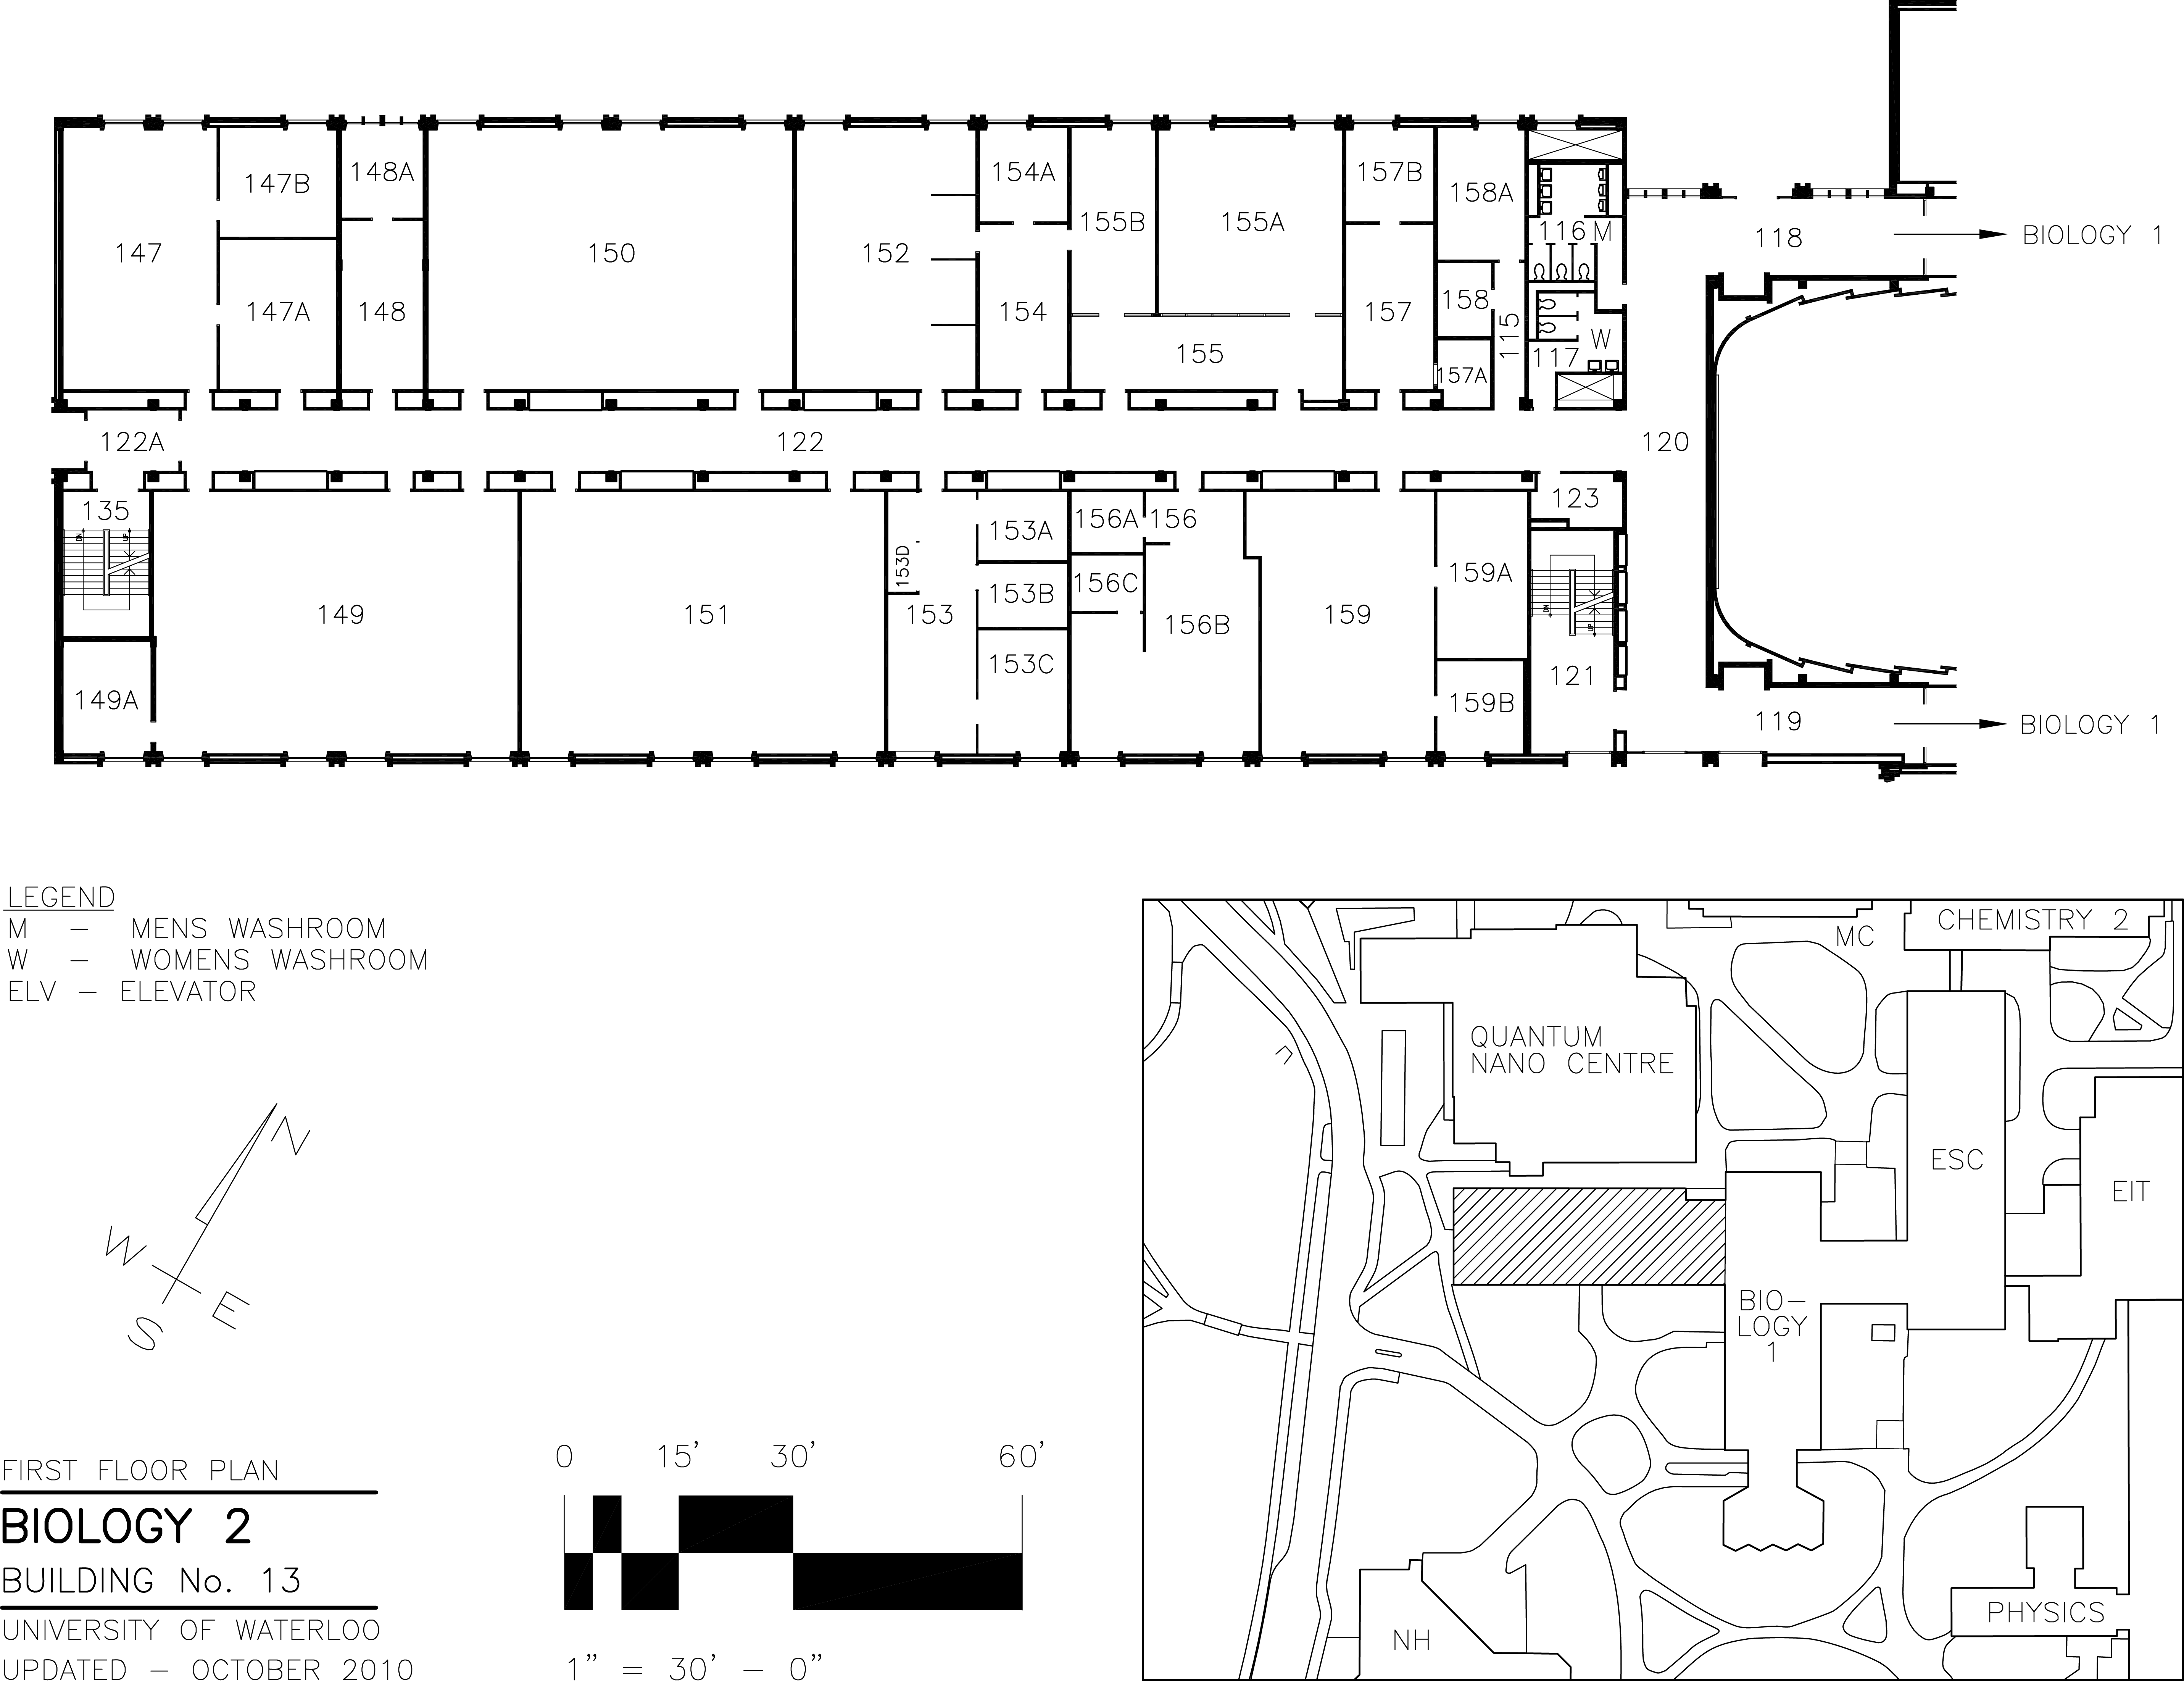 147
147B
147A
148A
148
150
152
154A
154
155B
155A
155
157B
157
158A
158
157A
115
116 M
117
W
118
BIOLOGY 1
120
122A
122
135
DN
UP
149
149A
151
153D
153
153A
153B
153C
156A
156
156C
156B
159
159A
159B
123
DN
UP
121
119
BIOLOGY 1
LEGEND
M – MENS WASHROOM
W – WOMENS WASHROOM
ELV – ELEVATOR
N
W
E
S
FIRST FLOOR PLAN
BIOLOGY 2
BUILDING No. 13
UNIVERSITY OF WATERLOO
UPDATED – OCTOBER 2010
0 15' 30' 60'
1" = 30' – 0"
MC
CHEMISTRY 2
QUANTUM
NANO CENTRE
ESC
EIT
BIO–
LOGY
1
PHYSICS
NH